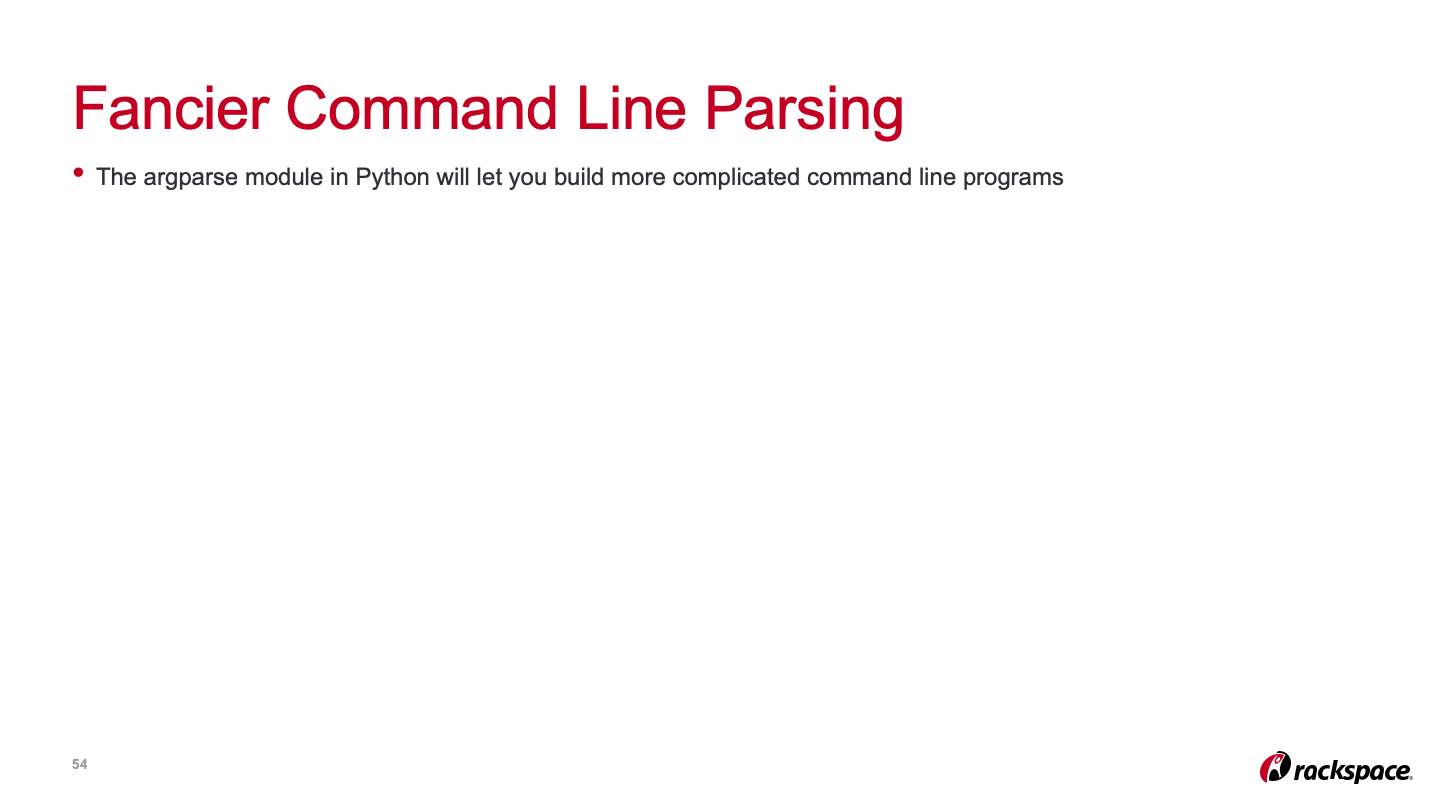 Fancier Command Line Parsing
• The argparse module in Python will let you build more complicated command line programs
54
rackspace.